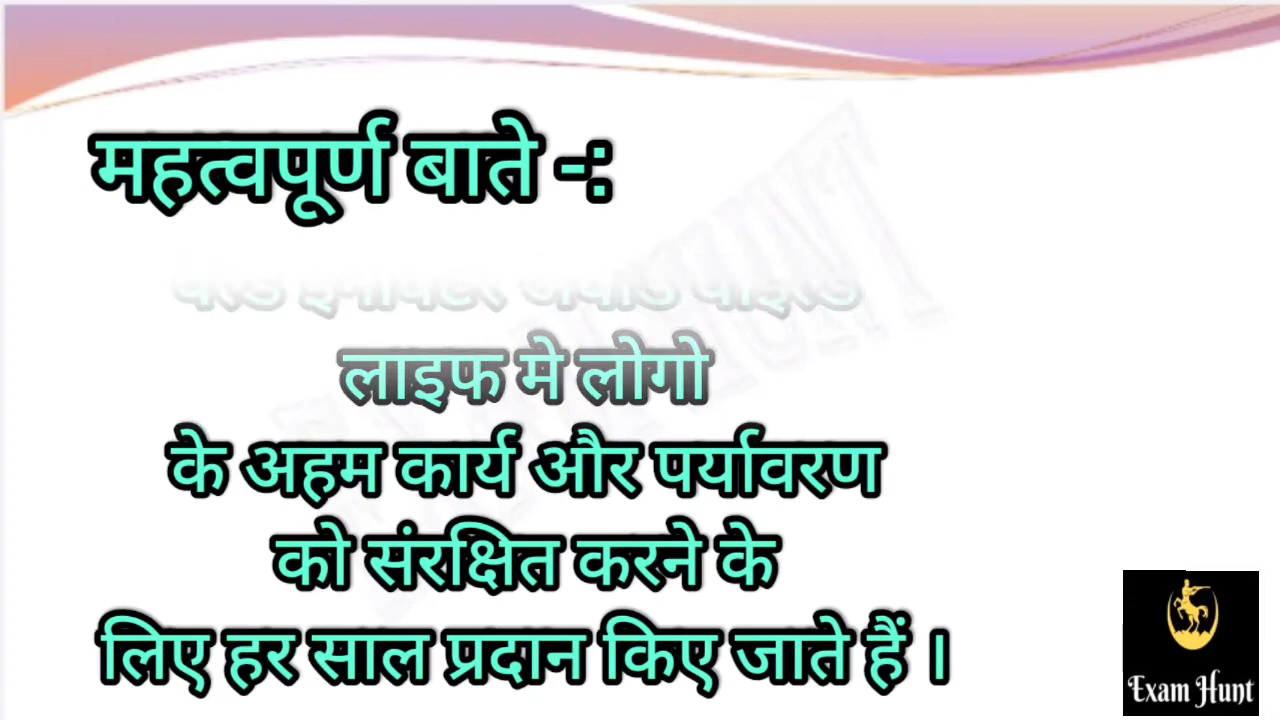 महत्वपूर्ण बाते -:
लाइफ मे लोगो
के अहम कार्य और पर्यावरण
को संरक्षित करने के
लिए हर साल प्रदान किए जाते हैं ।
Exam Hunt